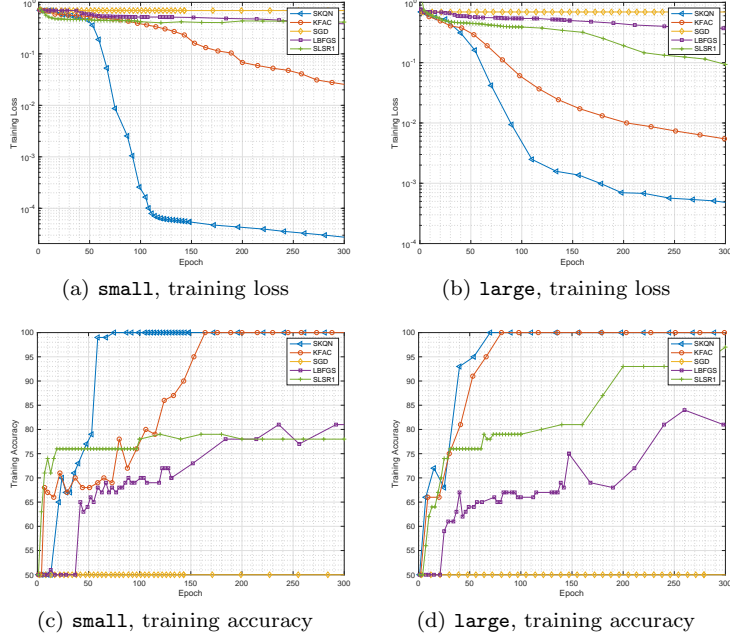 10^0
10^-1
10^-2
10^-3
10^-4
Training Loss
0 50 100 150 200 250 300
Epoch
SKQN
KFAC
SGD
LBFGS
SLSR1
(a) small, training loss
10^0
10^-1
10^-2
10^-3
10^-4
Training Loss
0 50 100 150 200 250 300
Epoch
SKQN
KFAC
SGD
LBFGS
SLSR1
(b) large, training loss
100
95
90
85
80
75
70
65
60
55
50
Training Accuracy
0 50 100 150 200 250 300
Epoch
SKQN
KFAC
SGD
LBFGS
SLSR1
(c) small, training accuracy
100
95
90
85
80
75
70
65
60
55
50
Training Accuracy
0 50 100 150 200 250 300
Epoch
SKQN
KFAC
SGD
LBFGS
SLSR1
(d) large, training accuracy